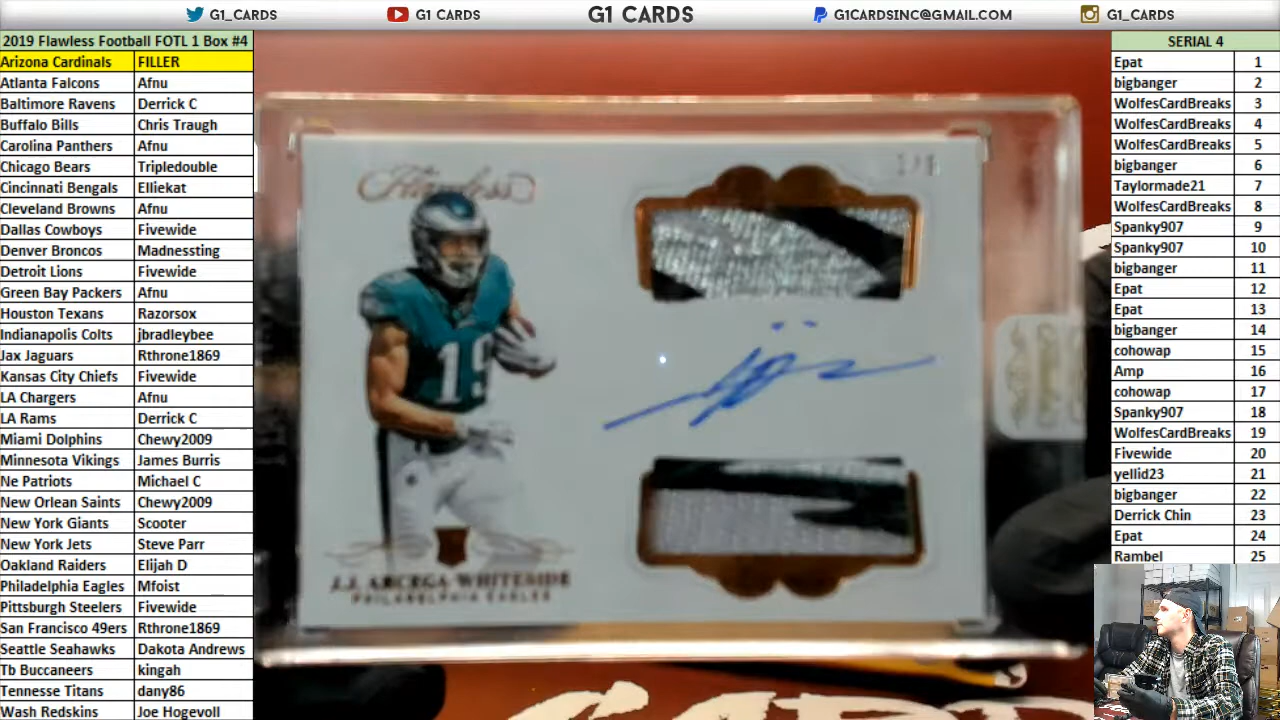 G1_CARDS
G1 CARDS
G1 CARDS
G1CARDSINC@GMAIL.COM
G1_CARDS
2019 Flawless Football FOTL 1 Box #4
Arizona Cardinals FILLER
Atlanta Falcons Afnu
Baltimore Ravens Derrick C
Buffalo Bills Chris Traugh
Carolina Panthers Afnu
Chicago Bears Tripledouble
Cincinnati Bengals Elliekat
Cleveland Browns Afnu
Dallas Cowboys Fivewide
Denver Broncos Madnessting
Detroit Lions Fivewide
Green Bay Packers Afnu
Houston Texans Razorsox
Indianapolis Colts jbradleybee
Jax Jaguars Rthrone1869
Kansas City Chiefs Fivewide
LA Chargers Afnu
LA Rams Derrick C
Miami Dolphins Chewy2009
Minnesota Vikings James Burris
Ne Patriots Michael C
New Orlean Saints Chewy2009
New York Giants Scooter
New York Jets Steve Parr
Oakland Raiders Elijah D
Philadelphia Eagles Mfoist
Pittsburgh Steelers Fivewide
San Francisco 49ers Rthrone1869
Seattle Seahawks Dakota Andrews
Tb Buccaneers kingah
Tennesse Titans dany86
Wash Redskins Joe Hogevoll
Flawless
19
J.J. ARCEGA-WHITESIDE
PHILADELPHIA EAGLES
SERIAL 4
Epat 1
bigbanger 2
WolfesCardBreaks 3
WolfesCardBreaks 4
WolfesCardBreaks 5
bigbanger 6
Taylormade21 7
WolfesCardBreaks 8
Spanky907 9
Spanky907 10
bigbanger 11
Epat 12
Epat 13
bigbanger 14
cohowap 15
Amp 16
cohowap 17
Spanky907 18
WolfesCardBreaks 19
Fivewide 20
yellid23 21
bigbanger 22
Derrick Chin 23
Epat 24
Rambel 25